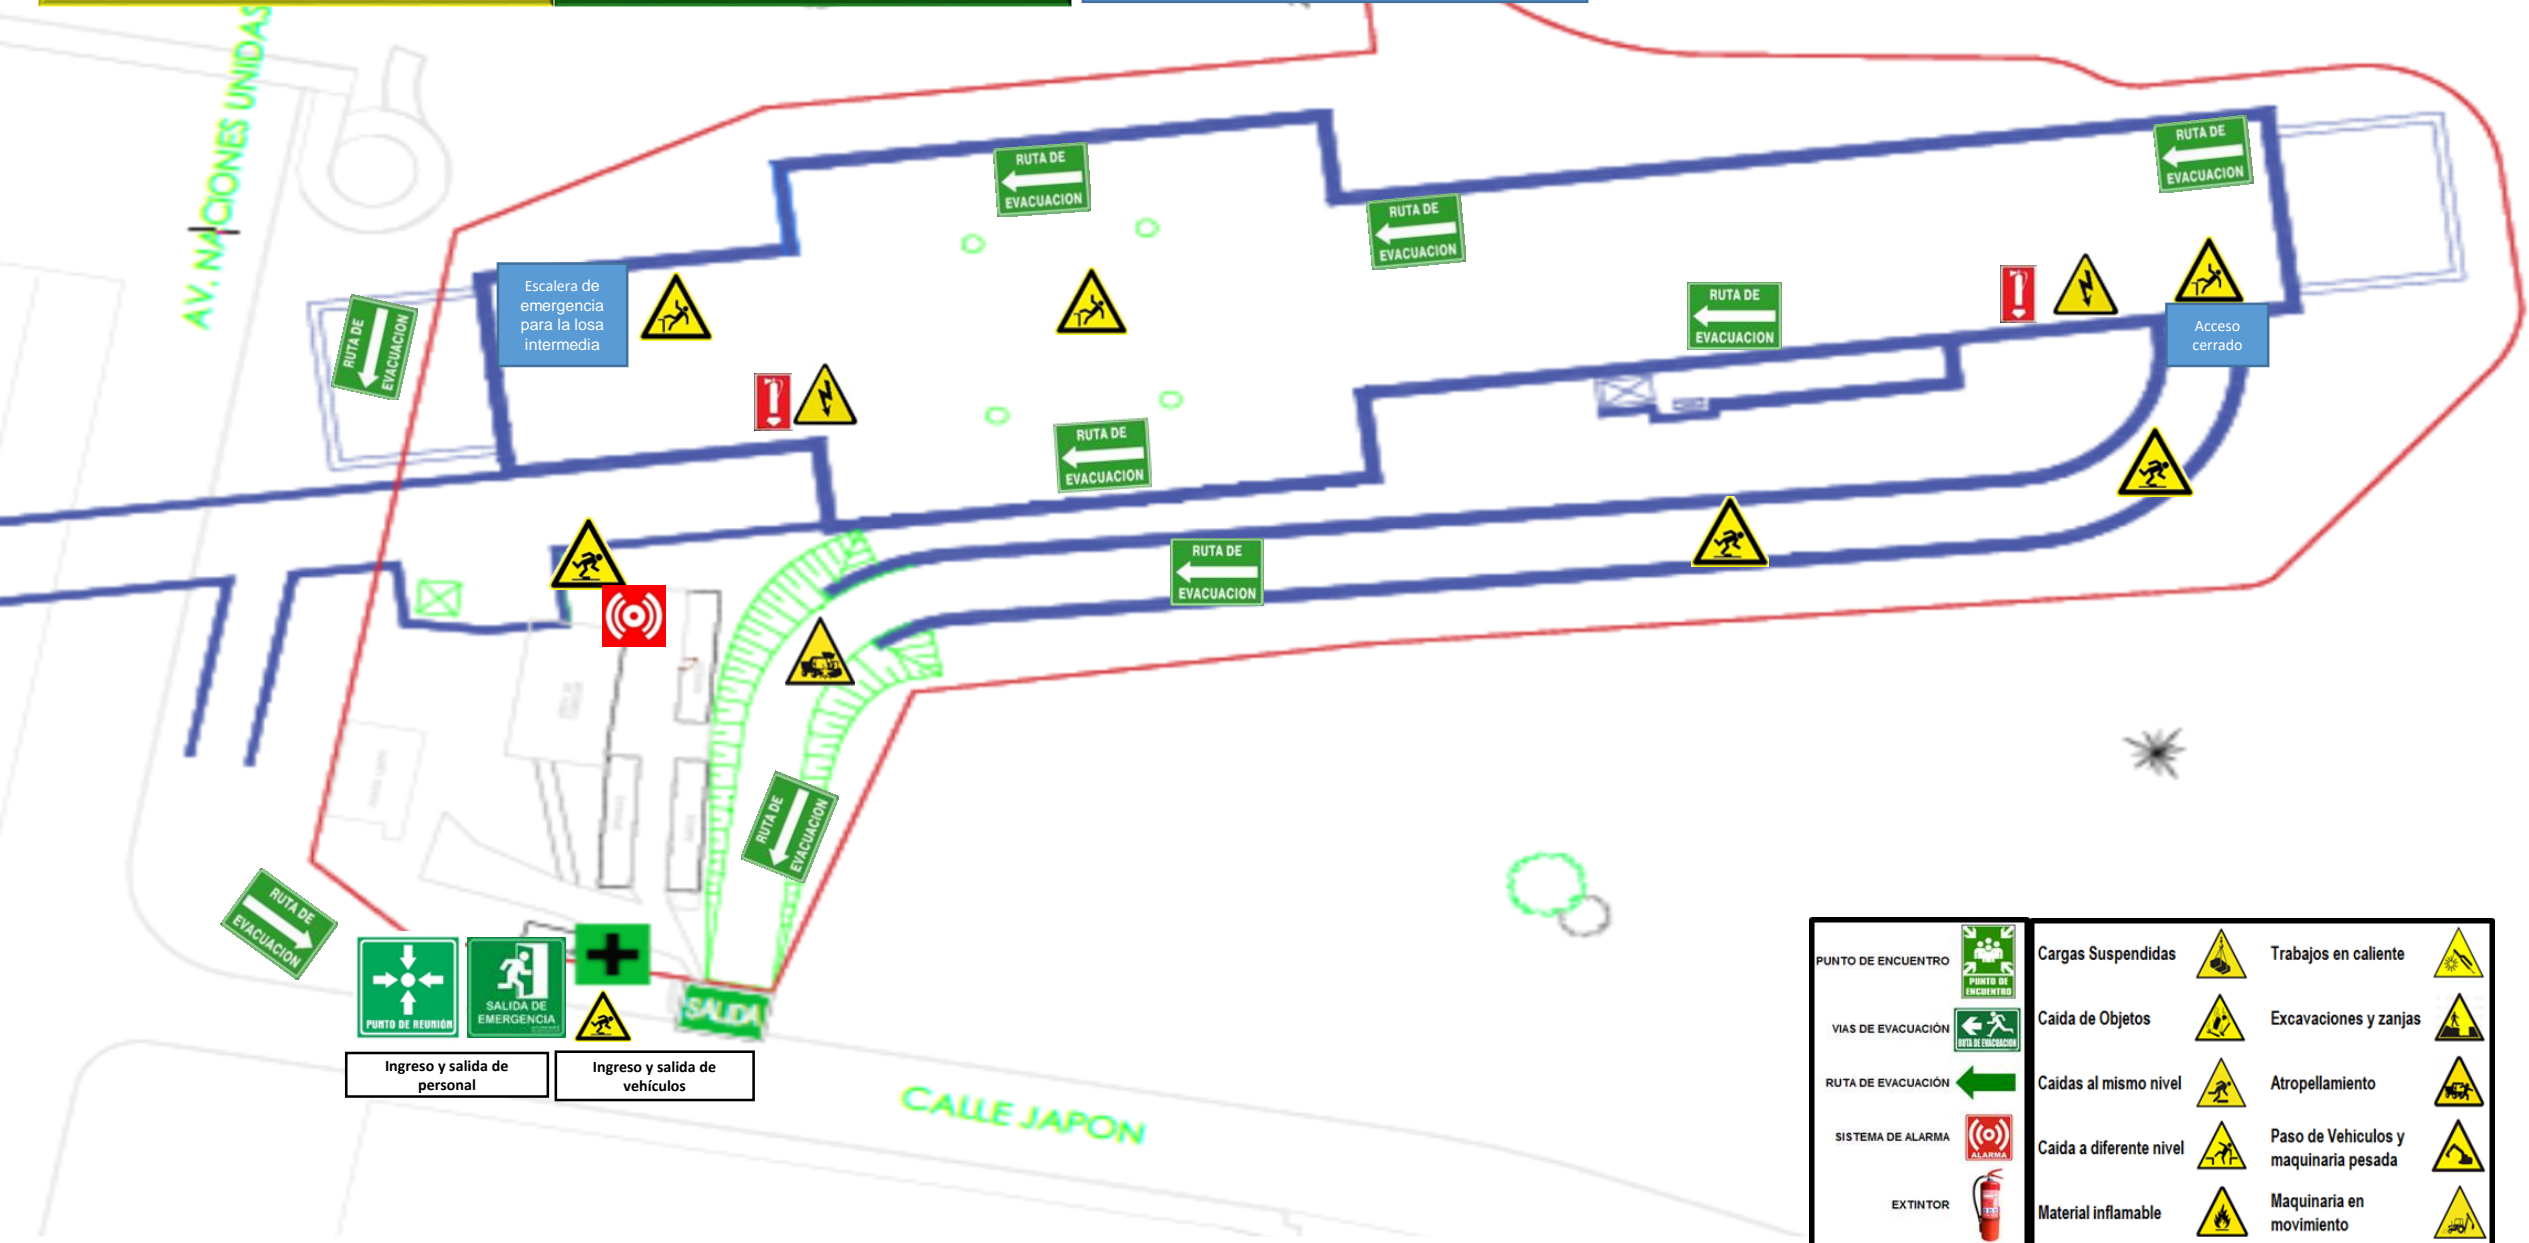 AV. NACIONES UNIDAS
RUTA DE
EVACUACION
RUTA DE
EVACUACION
RUTA DE
EVACUACION
RUTA DE
EVACUACION
Escalera de
emergencia
para la losa
intermedia
RUTA DE
EVACUACION
Acceso
cerrado
RUTA DE
EVACUACION
RUTA DE
EVACUACION
RUTA DE
EVACUACION
RUTA DE
EVACUACION
PUNTO DE REUNIÓN
SALIDA DE
EMERGENCIA
SALIDA
Ingreso y salida de
personal
Ingreso y salida de
vehículos
CALLE JAPON
PUNTO DE ENCUENTRO
PUNTO DE
ENCUENTRO
VIAS DE EVACUACIÓN
RUTA DE EVACUACION
RUTA DE EVACUACIÓN
SISTEMA DE ALARMA
ALARMA
EXTINTOR
Cargas Suspendidas
Caida de Objetos
Caidas al mismo nivel
Caida a diferente nivel
Material inflamable
Trabajos en caliente
Excavaciones y zanjas
Atropellamiento
Paso de Vehiculos y
maquinaria pesada
Maquinaria en
movimiento